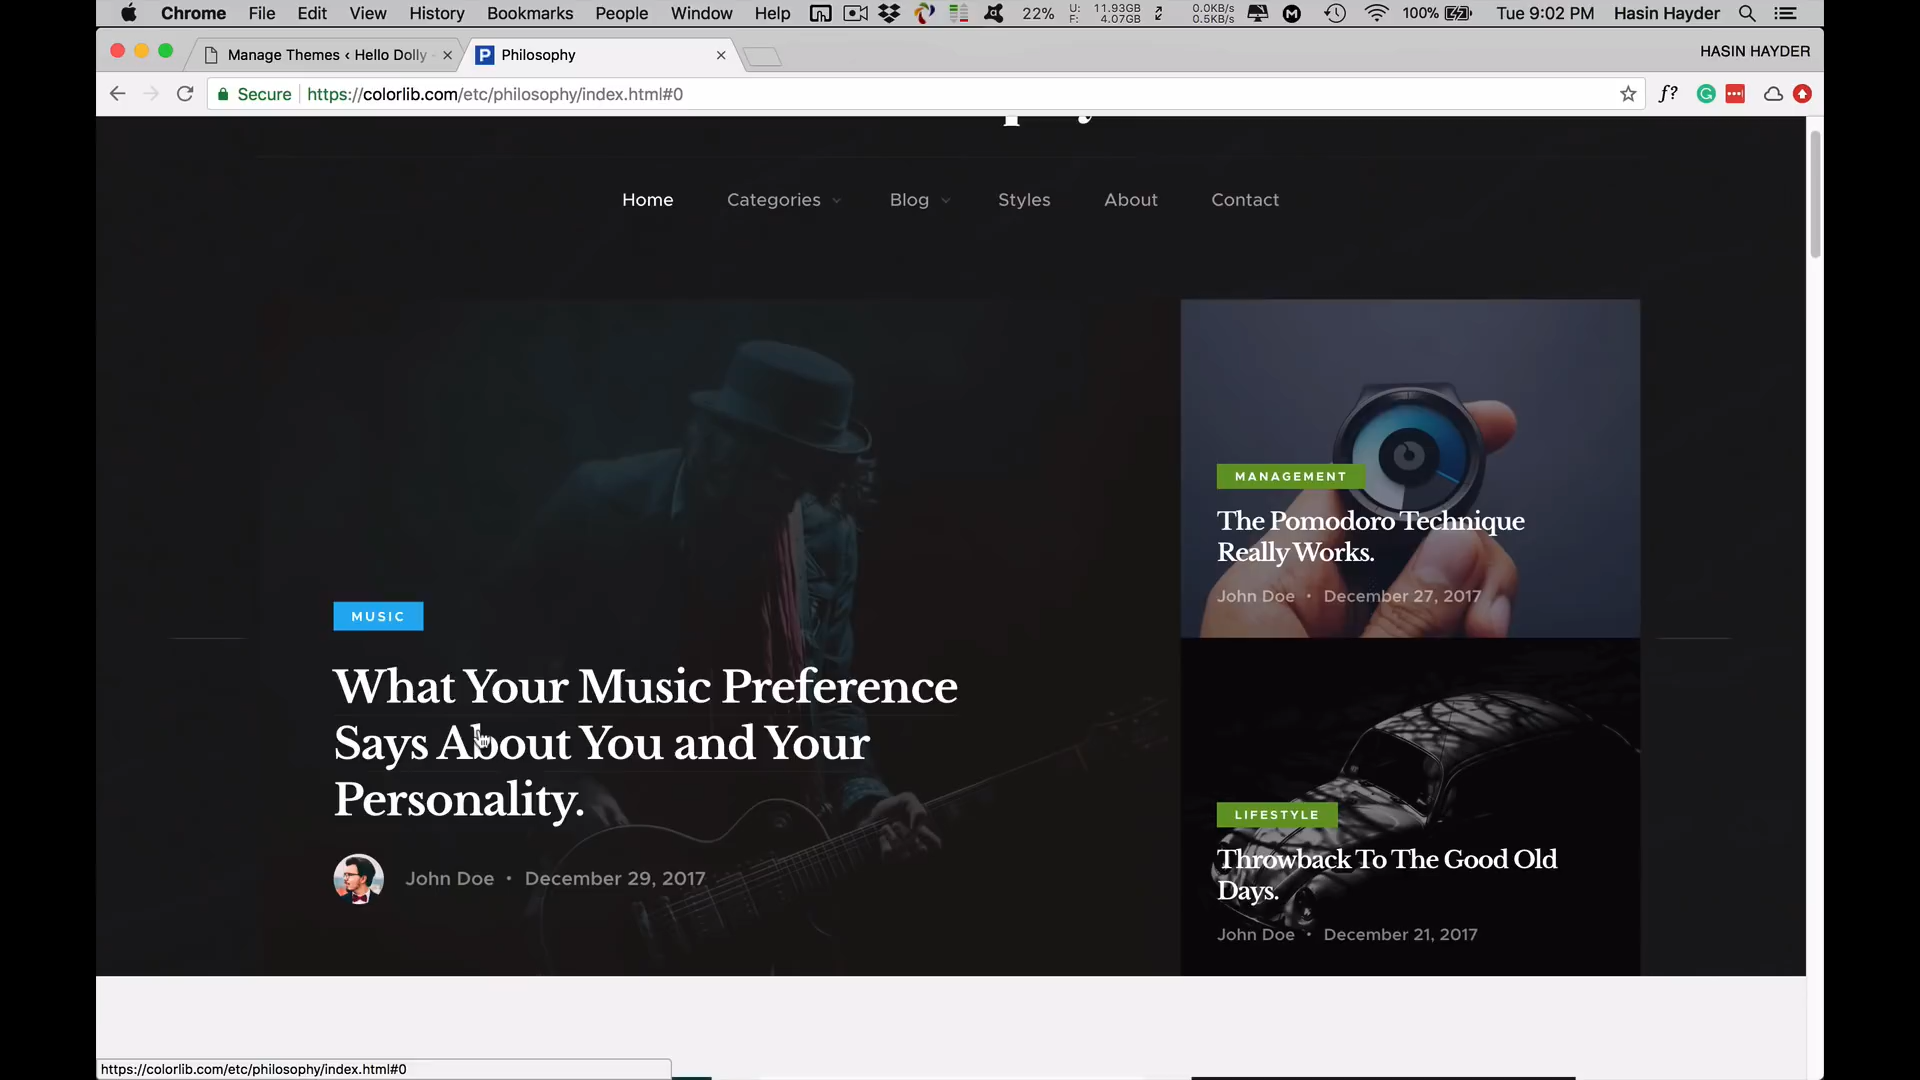 Chrome File Edit View History Bookmarks People Window Help 22% U: 11.93GB F: 4.07GB 0.0KB/s 0.5KB/s 100% Tue 9:02 PM Hasin Hayder
Manage Themes ‹ Hello Dolly Philosophy HASIN HAYDER
Secure https://colorlib.com/etc/philosophy/index.html#0
Home Categories Blog Styles About Contact
MANAGEMENT
The Pomodoro Technique
Really Works.
John Doe • December 27, 2017
MUSIC
What Your Music Preference
Says About You and Your
Personality.
John Doe • December 29, 2017
LIFESTYLE
Throwback To The Good Old
Days.
John Doe • December 21, 2017
https://colorlib.com/etc/philosophy/index.html#0